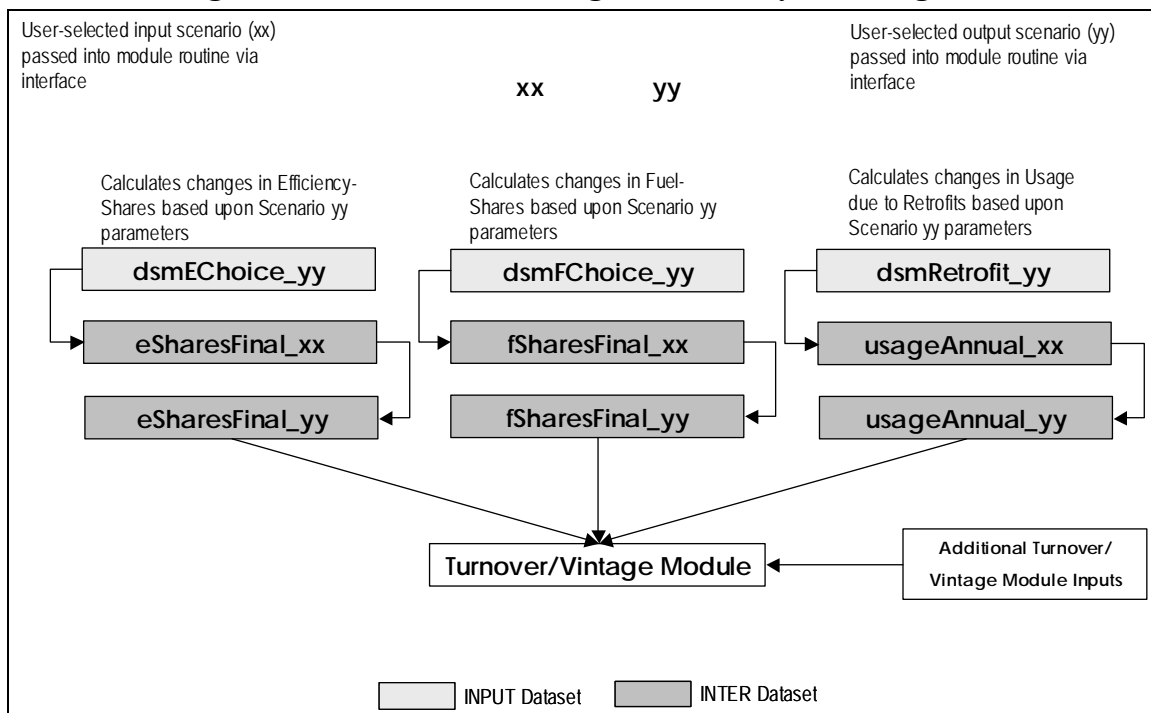 User-selected input scenario (xx)
passed into module routine via
interface
User-selected output scenario (yy)
passed into module routine via
interface
xx
yy
Calculates changes in Efficiency-
Shares based upon Scenario yy
parameters
Calculates changes in Fuel-
Shares based upon Scenario yy
parameters
Calculates changes in Usage
due to Retrofits based upon
Scenario yy parameters
dsmEChoice_yy
dsmFChoice_yy
dsmRetrofit_yy
eSharesFinal_xx
fSharesFinal_xx
usageAnnual_xx
eSharesFinal_yy
fSharesFinal_yy
usageAnnual_yy
Turnover/Vintage Module
Additional Turnover/
Vintage Module Inputs
INPUT Dataset
INTER Dataset